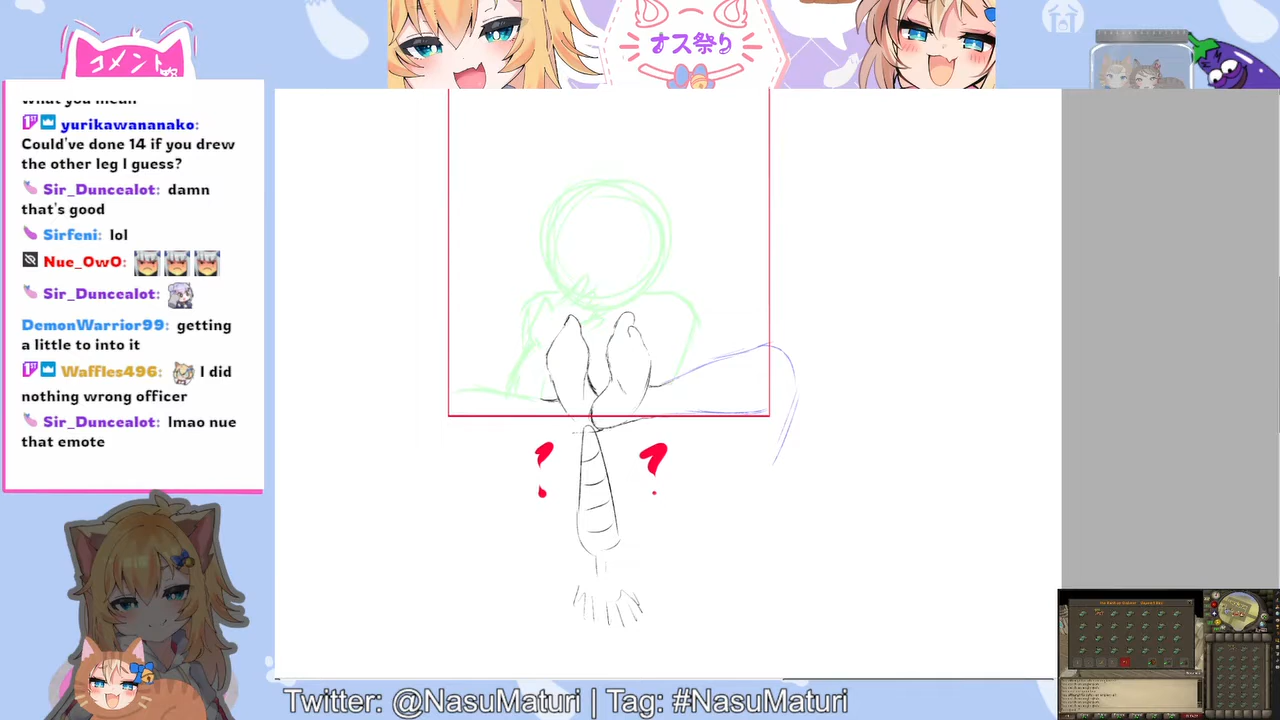 コメント
what you mean
yurikawananako:
Could've done 14 if you drew
the other leg I guess?
Sir_Duncealot: damn
that's good
Sirfeni: lol
Nue_OwO:
Sir_Duncealot:
DemonWarrior99: getting
a little to into it
Waffles496: I did
nothing wrong officer
Sir_Duncealot: lmao nue
that emote
ナス祭り
? ?
Twitter: @NasuMaturi | Tag: #NasuMaturi